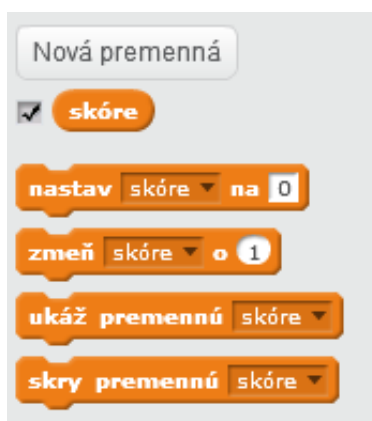 Nová premenná
skóre
nastav skóre na 0
zmeň skóre o 1
ukáž premennú skóre
skry premennú skóre